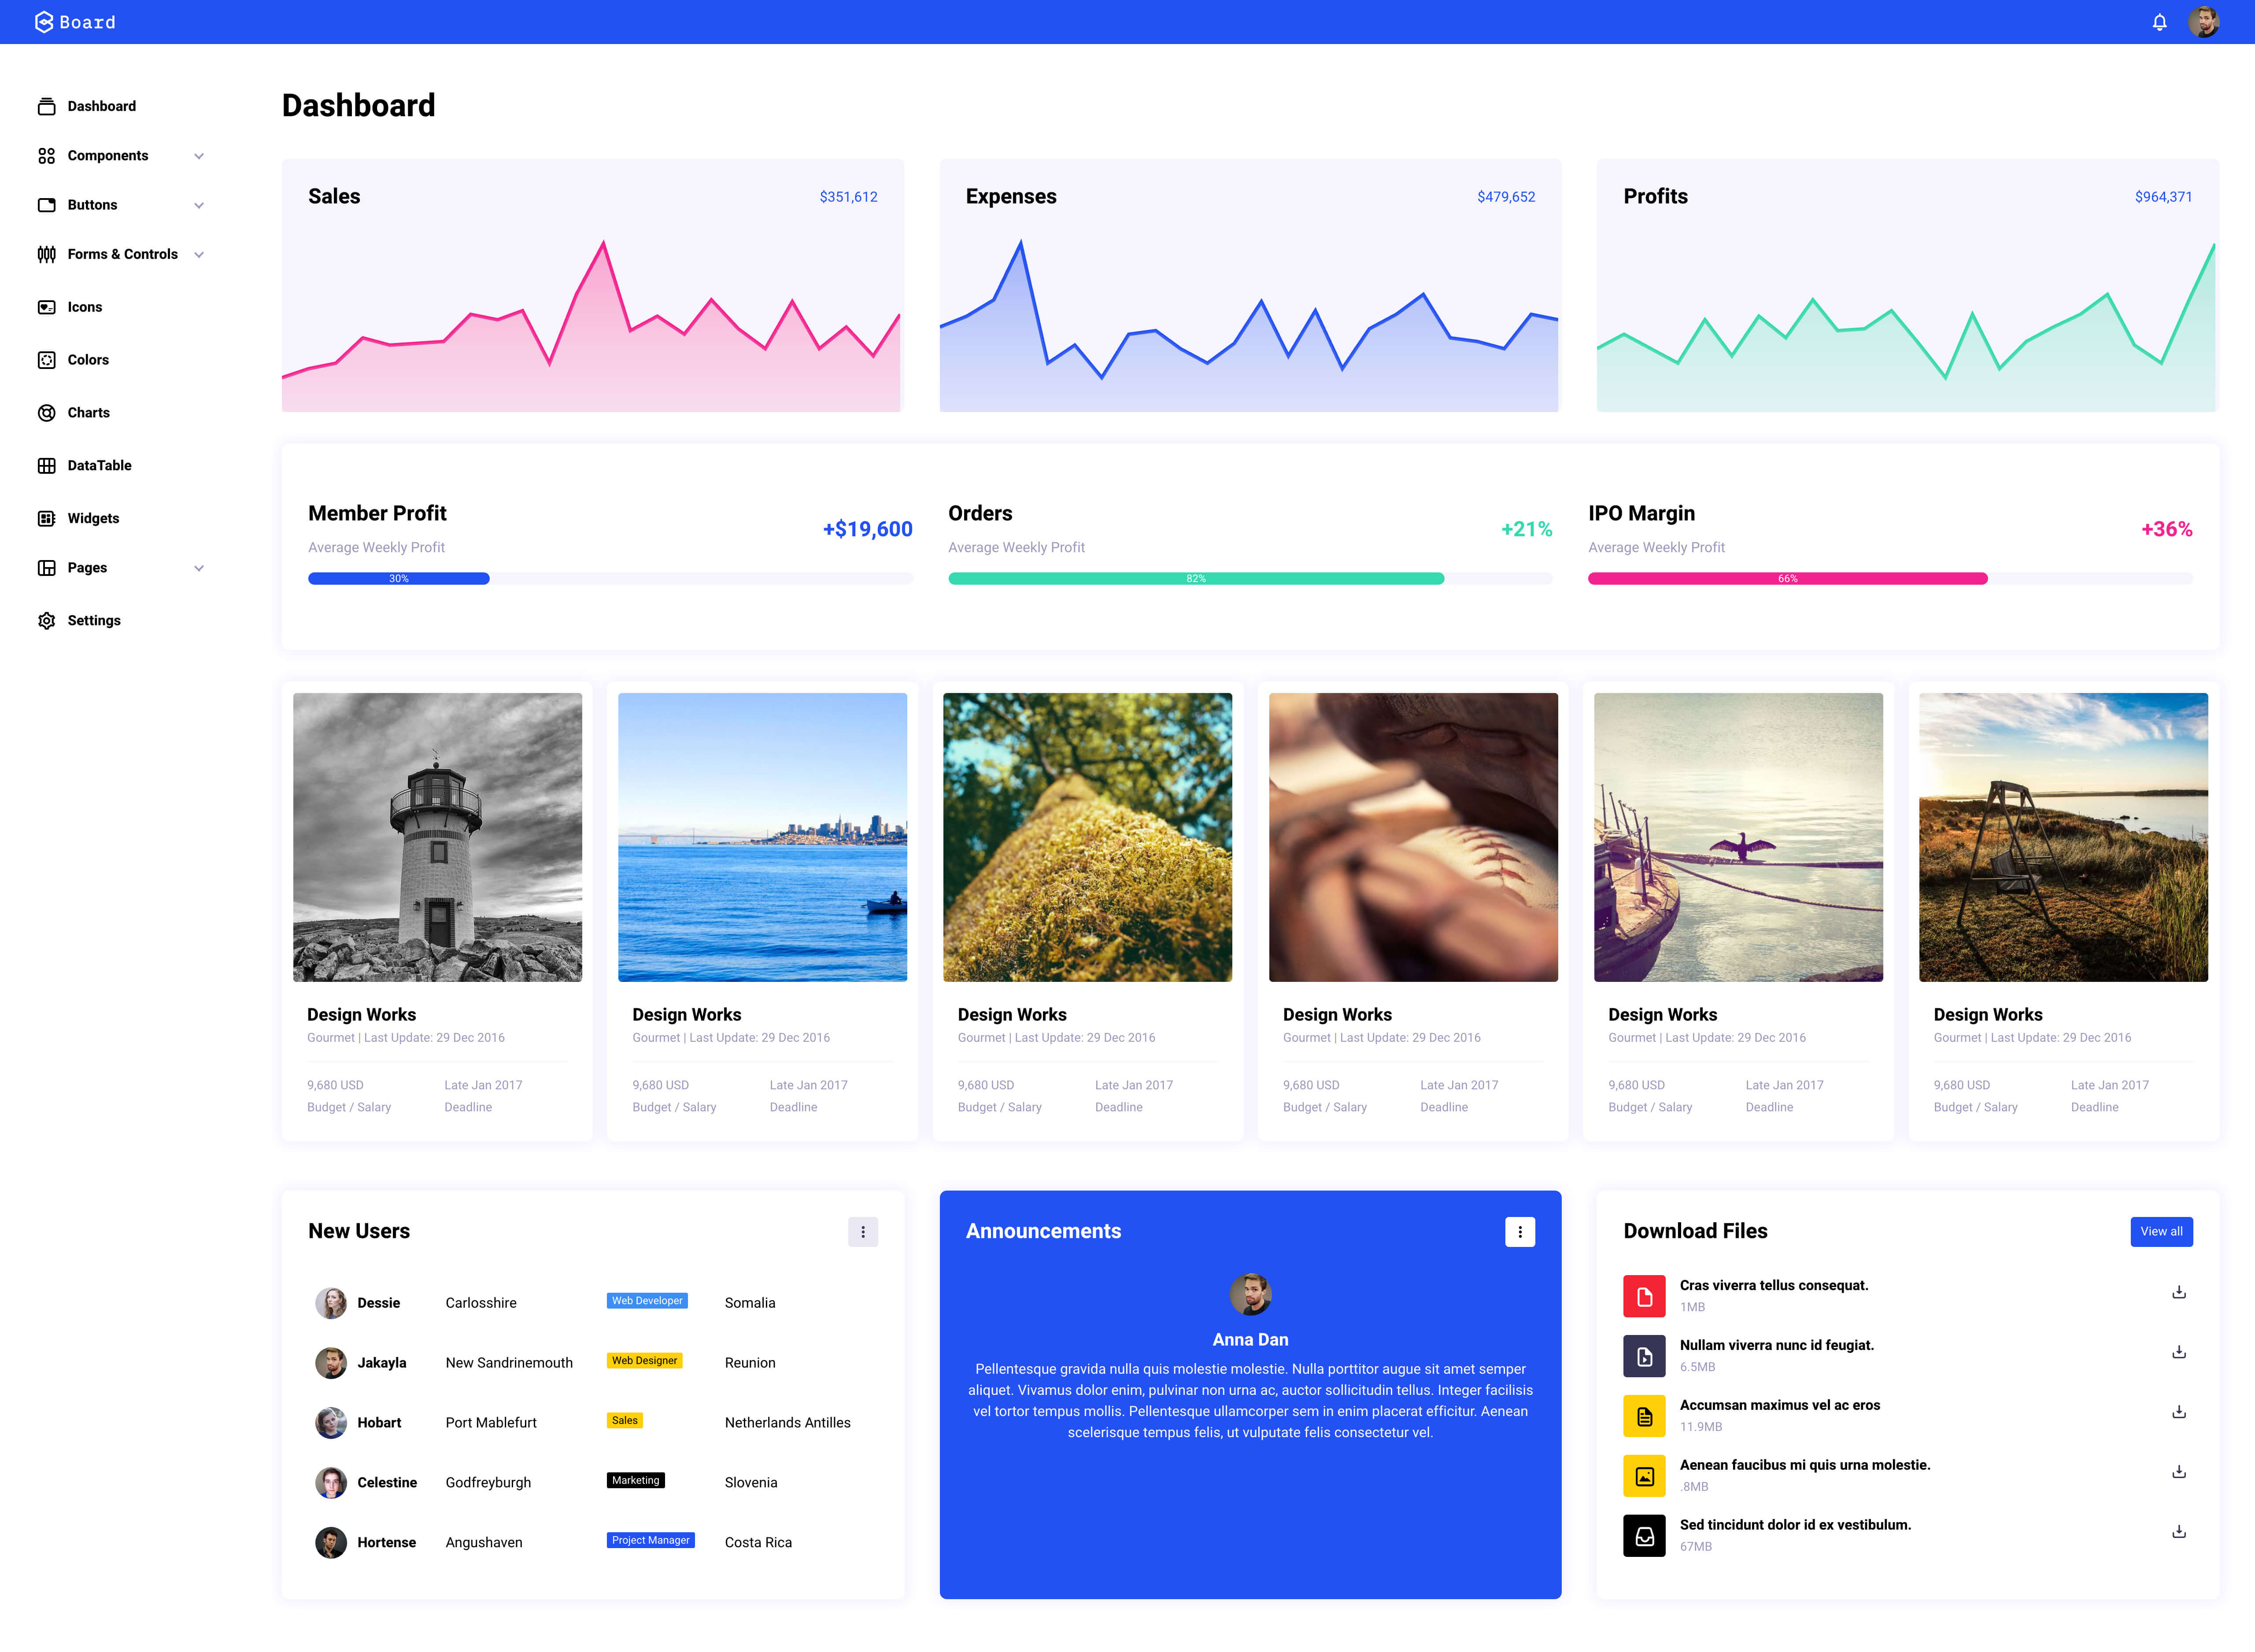 Board
Dashboard
Components
Buttons
Forms & Controls
Icons
Colors
Charts
DataTable
Widgets
Pages
Settings
Dashboard
Sales
$351,612
Expenses
$479,652
Profits
$964,371
Member Profit
Average Weekly Profit
+$19,600
30%
Orders
Average Weekly Profit
+21%
82%
IPO Margin
Average Weekly Profit
+36%
66%
Design Works
Gourmet | Last Update: 29 Dec 2016
9,680 USD Late Jan 2017
Budget / Salary Deadline
Design Works
Gourmet | Last Update: 29 Dec 2016
9,680 USD Late Jan 2017
Budget / Salary Deadline
Design Works
Gourmet | Last Update: 29 Dec 2016
9,680 USD Late Jan 2017
Budget / Salary Deadline
Design Works
Gourmet | Last Update: 29 Dec 2016
9,680 USD Late Jan 2017
Budget / Salary Deadline
Design Works
Gourmet | Last Update: 29 Dec 2016
9,680 USD Late Jan 2017
Budget / Salary Deadline
Design Works
Gourmet | Last Update: 29 Dec 2016
9,680 USD Late Jan 2017
Budget / Salary Deadline
New Users
Dessie Carlosshire Web Developer Somalia
Jakayla New Sandrinemouth Web Designer Reunion
Hobart Port Mablefurt Sales Netherlands Antilles
Celestine Godfreyburgh Marketing Slovenia
Hortense Angushaven Project Manager Costa Rica
Announcements
Anna Dan
Pellentesque gravida nulla quis molestie molestie. Nulla porttitor augue sit amet semper
aliquet. Vivamus dolor enim, pulvinar non urna ac, auctor sollicitudin tellus. Integer facilisis
vel tortor tempus mollis. Pellentesque ullamcorper sem in enim placerat efficitur. Aenean
scelerisque tempus felis, ut vulputate felis consectetur vel.
Download Files
View all
Cras viverra tellus consequat.
1MB
Nullam viverra nunc id feugiat.
6.5MB
Accumsan maximus vel ac eros
11.9MB
Aenean faucibus mi quis urna molestie.
.8MB
Sed tincidunt dolor id ex vestibulum.
67MB